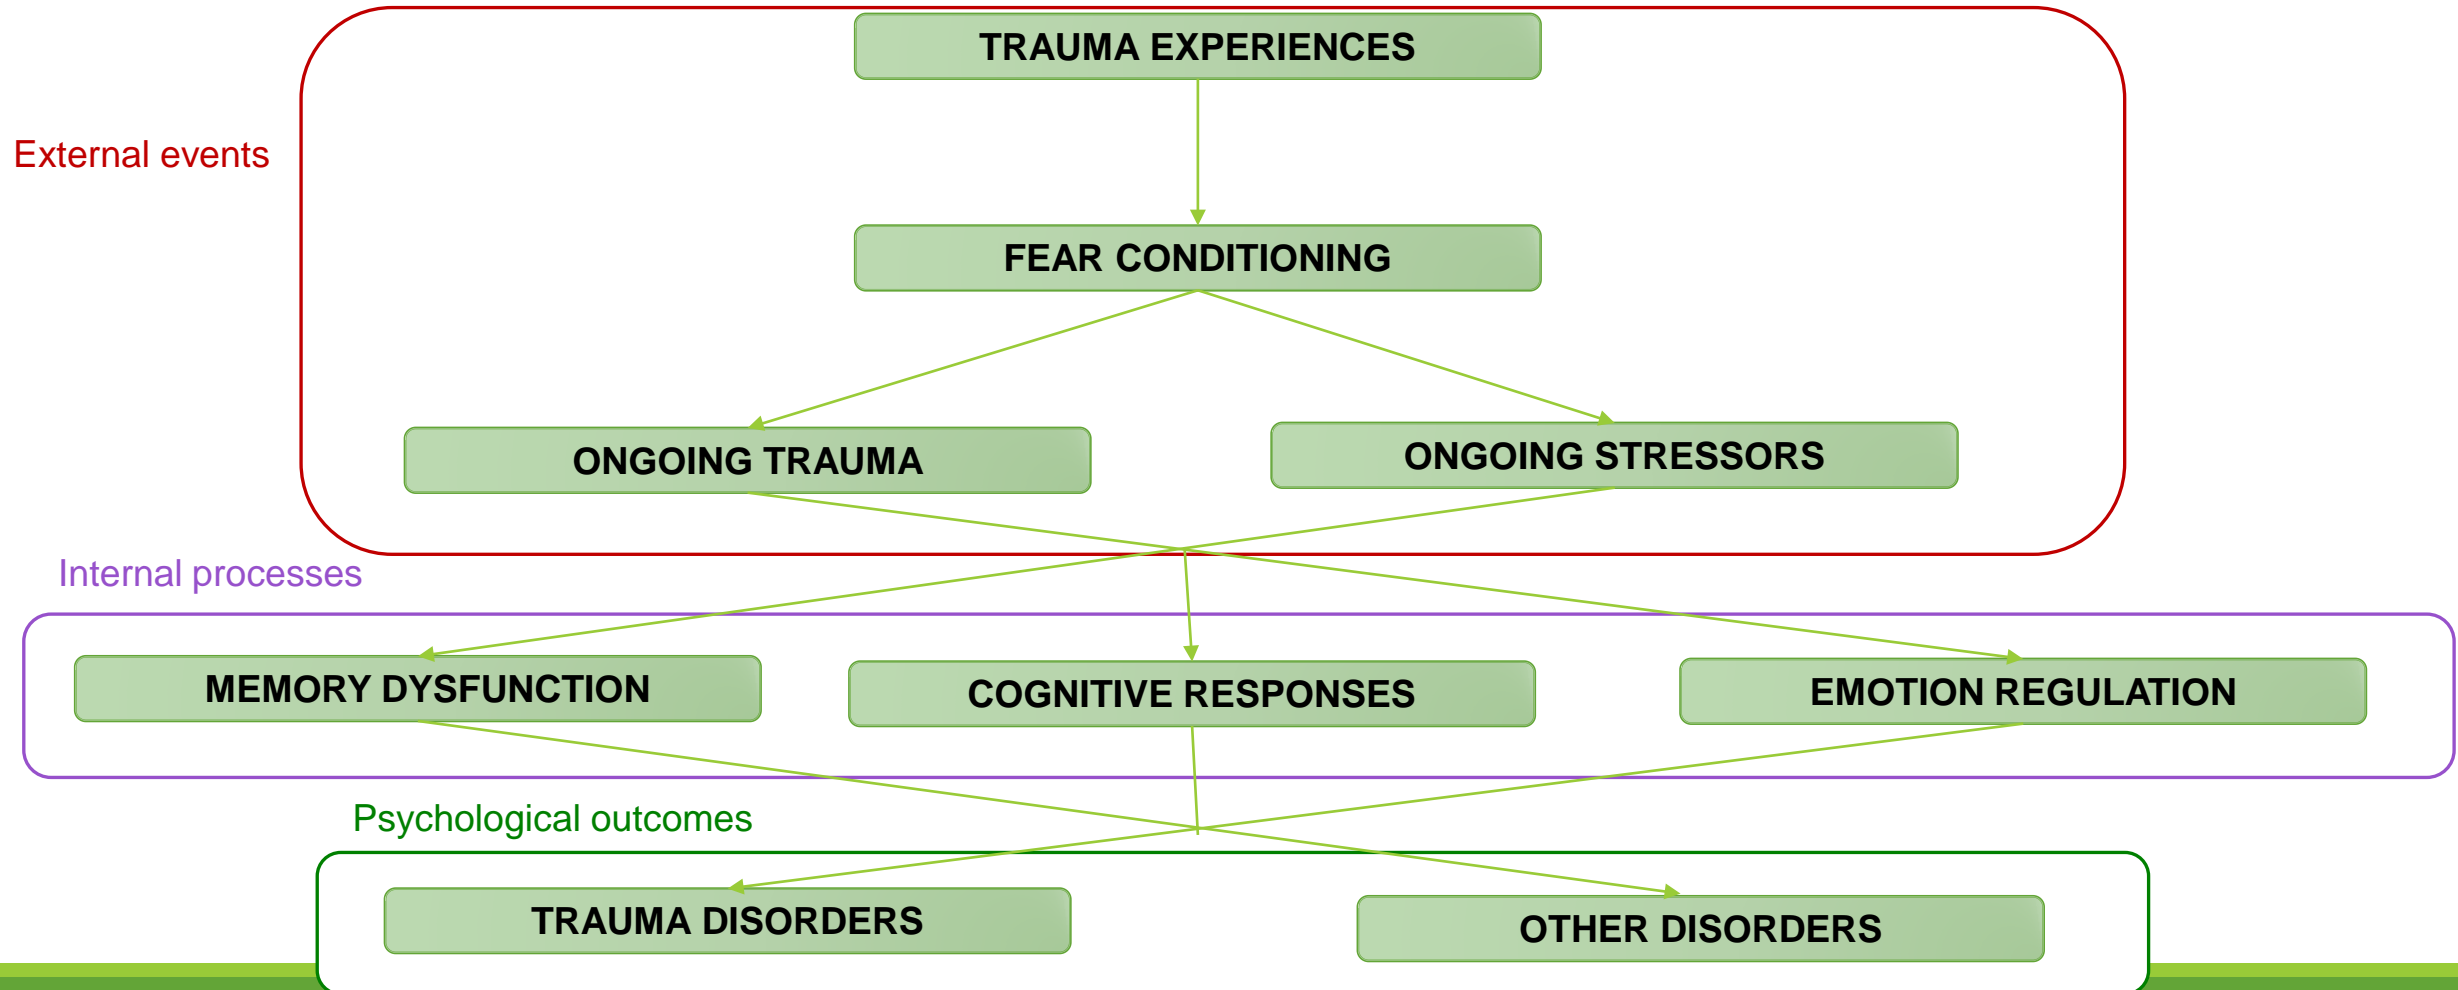 TRAUMA EXPERIENCES
External events
FEAR CONDITIONING
ONGOING TRAUMA
ONGOING STRESSORS
Internal processes
MEMORY DYSFUNCTION
COGNITIVE RESPONSES
EMOTION REGULATION
Psychological outcomes
TRAUMA DISORDERS
OTHER DISORDERS